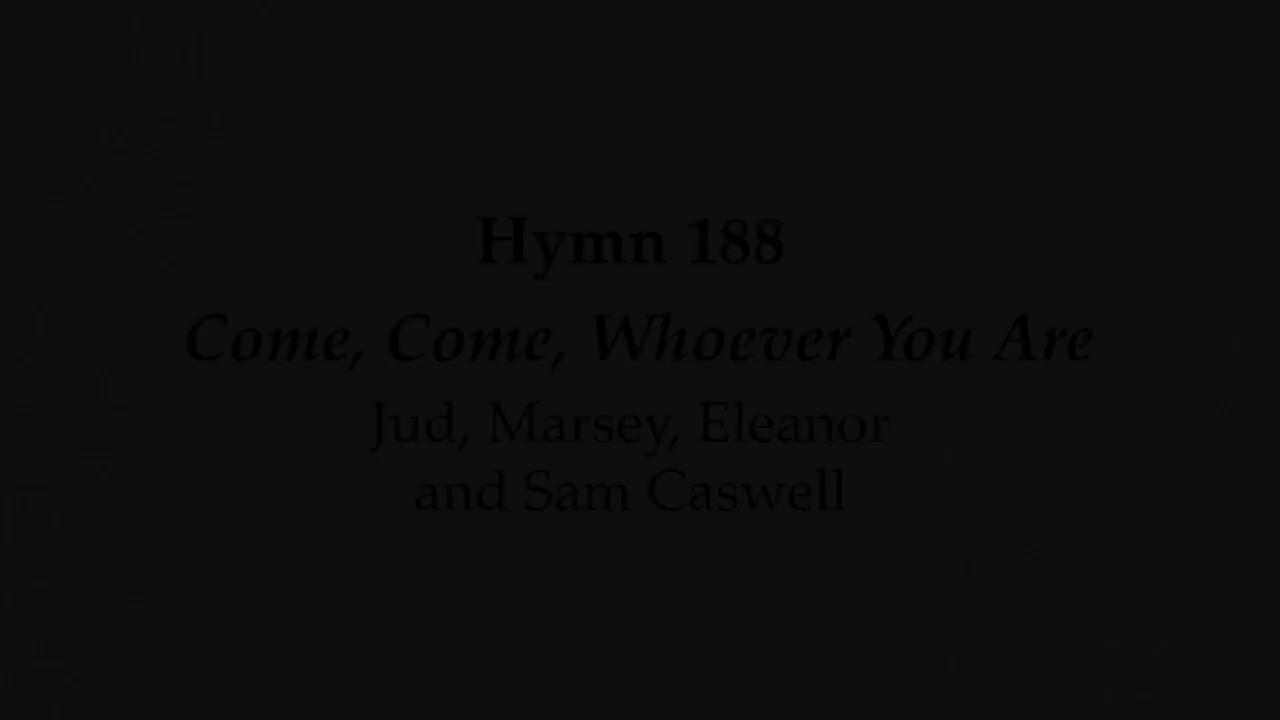 Hymn 188
Come, Come, Whoever You Are
Jud, Marsey, Eleanor
and Sam Caswell